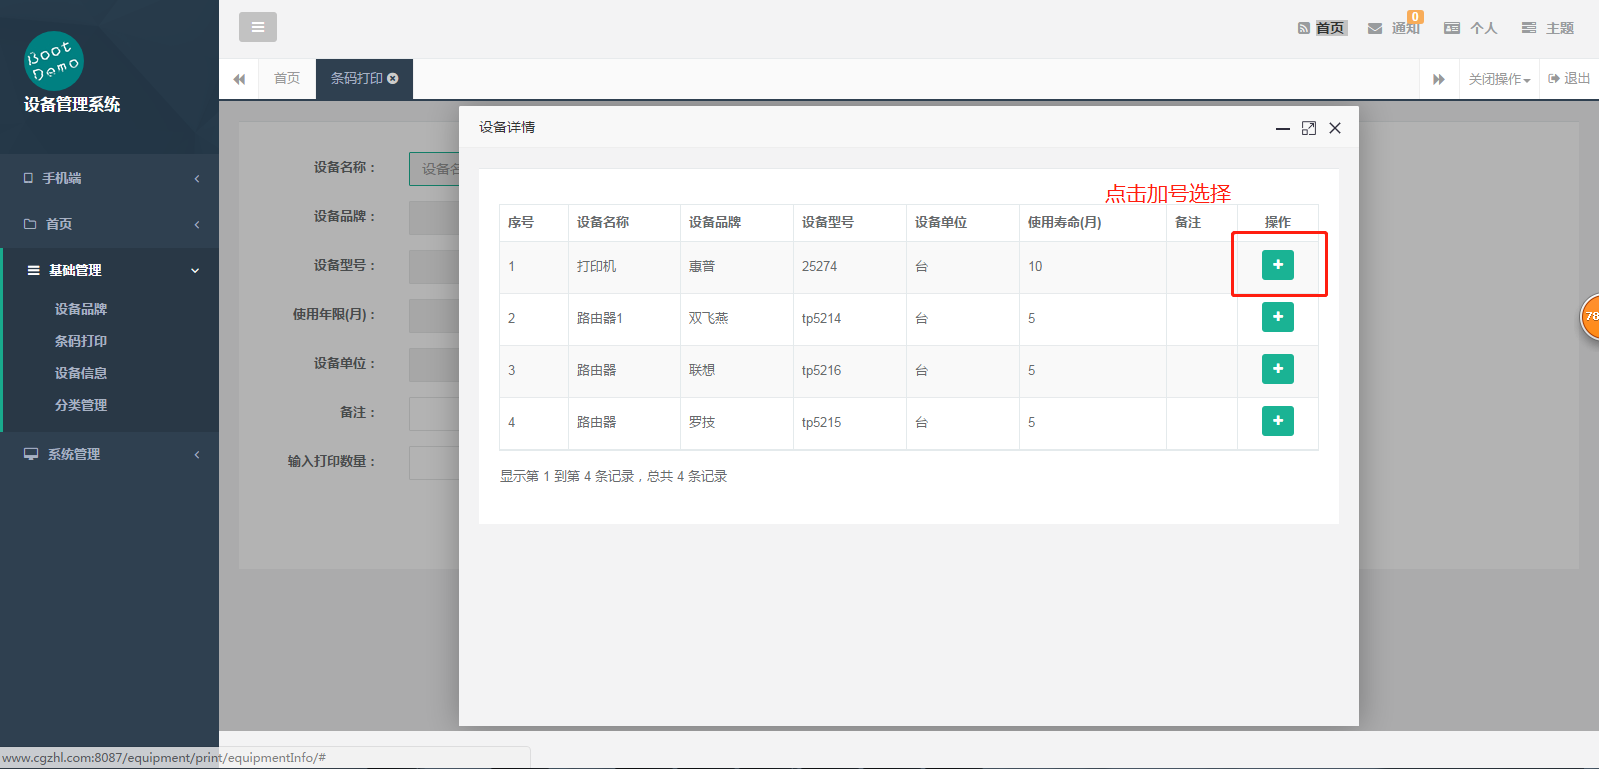 Boot
Demo
设备管理系统
手机端
首页
基础管理
设备品牌
条码打印
设备信息
分类管理
系统管理
首页
通知
0
个人
主题
首页
条码打印
关闭操作
退出
设备名称：
设备名
设备品牌：
设备型号：
使用年限(月)：
设备单位：
备注：
输入打印数量：
设备详情
点击加号选择
序号 设备名称 设备品牌 设备型号 设备单位 使用寿命(月) 备注 操作
1 打印机 惠普 25274 台 10
2 路由器1 双飞燕 tp5214 台 5
3 路由器 联想 tp5216 台 5
4 路由器 罗技 tp5215 台 5
显示第 1 到第 4 条记录，总共 4 条记录
78
www.cgzhl.com:8087/equipment/print/equipmentInfo/#